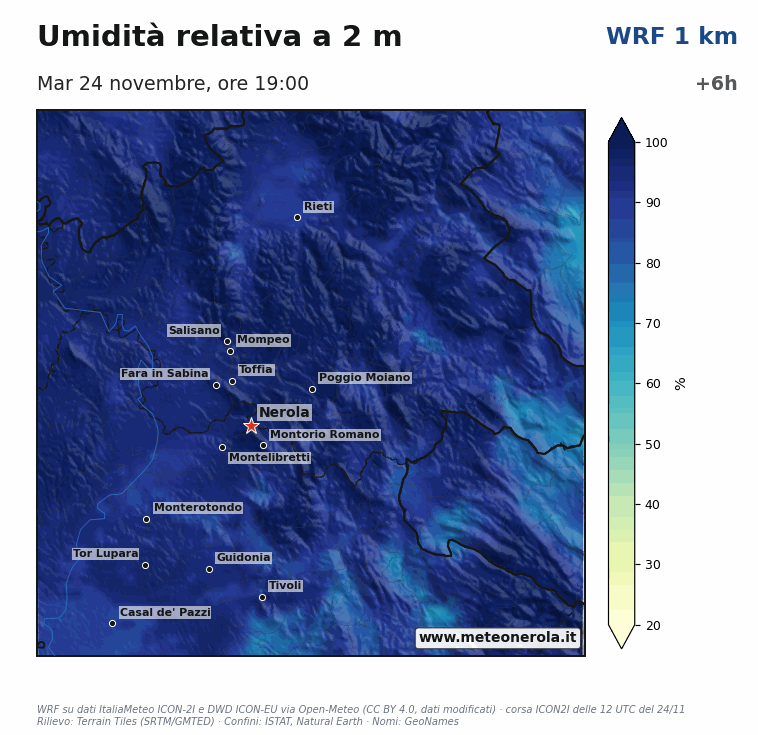 Umidità relativa a 2 m
WRF 1 km
Mar 24 novembre, ore 19:00
+6h
Rieti
Salisano
Mompeo
Fara in Sabina
Toffia
Poggio Moiano
Nerola
Montorio Romano
Montelibretti
Monterotondo
Tor Lupara
Guidonia
Tivoli
Casal de' Pazzi
www.meteonerola.it
100
90
80
70
60
50
40
30
20
%
WRF su dati ItaliaMeteo ICON-2I e DWD ICON-EU via Open-Meteo (CC BY 4.0, dati modificati) · corsa ICON2I delle 12 UTC del 24/11
Rilievo: Terrain Tiles (SRTM/GMTED) · Confini: ISTAT, Natural Earth · Nomi: GeoNames